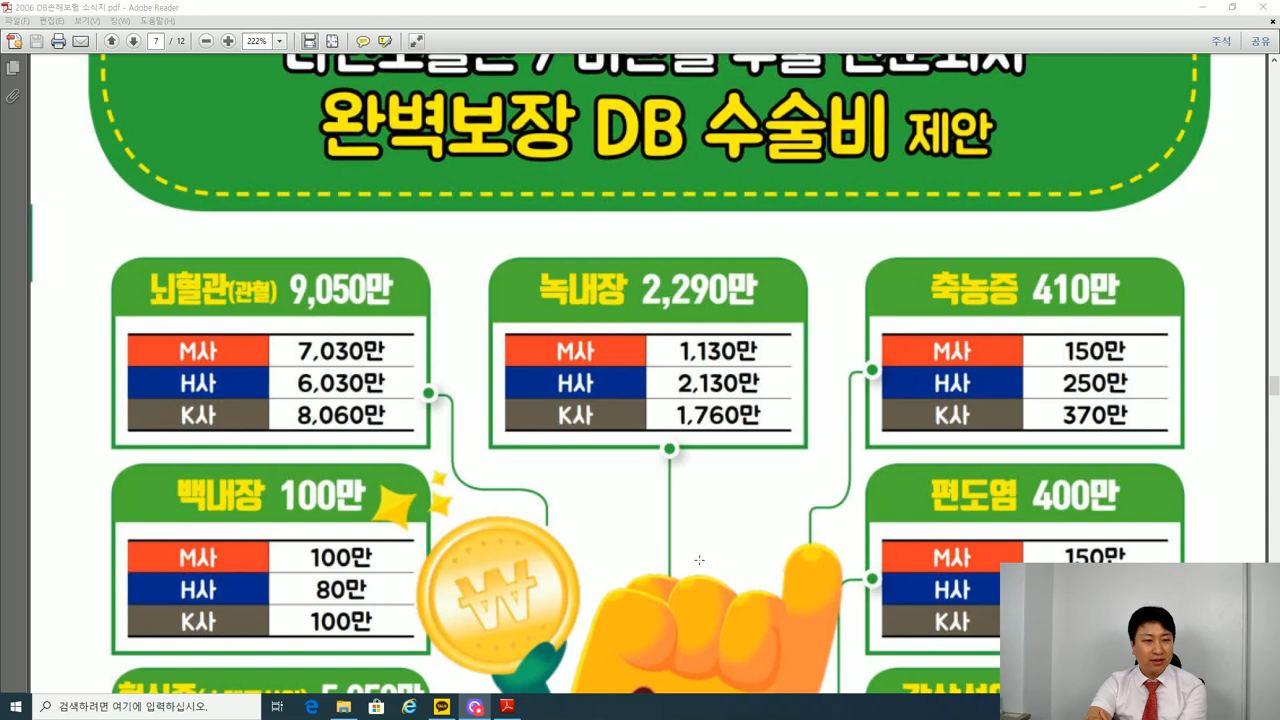 2006 DB손해보험 소식지.pdf - Adobe Reader
파일(F) 편집(E) 보기(V) 창(W) 도움말(H)
7 / 12 222% 주석 공유
완벽보장 DB 수술비 제안
뇌혈관(관혈) 9,050만
M사 7,030만
H사 6,030만
K사 8,060만
녹내장 2,290만
M사 1,130만
H사 2,130만
K사 1,760만
축농증 410만
M사 150만
H사 250만
K사 370만
백내장 100만
M사 100만
H사 80만
K사 100만
편도염 400만
M사 150만
H사
K사
검색하려면 여기에 입력하십시오.
TALK